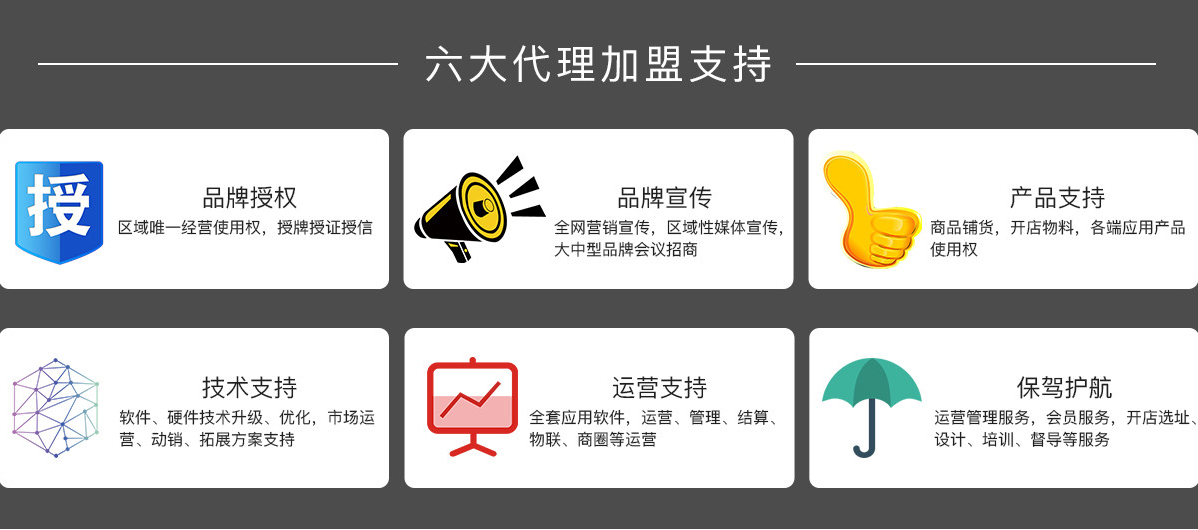 六大代理加盟支持
授
品牌授权
区域唯一经营使用权，授牌授证授信
品牌宣传
全网营销宣传，区域性媒体宣传，
大中型品牌会议招商
产品支持
商品铺货，开店物料，各端应用产品
使用权
技术支持
软件、硬件技术升级、优化，市场运
营、动销、拓展方案支持
运营支持
全套应用软件，运营、管理、结算、
物联、商圈等运营
保驾护航
运营管理服务，会员服务，开店选址、
设计、培训、督导等服务